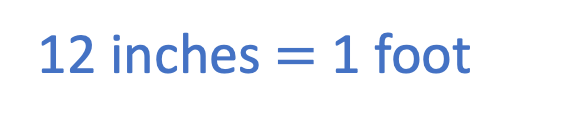 12 inches = 1 foot